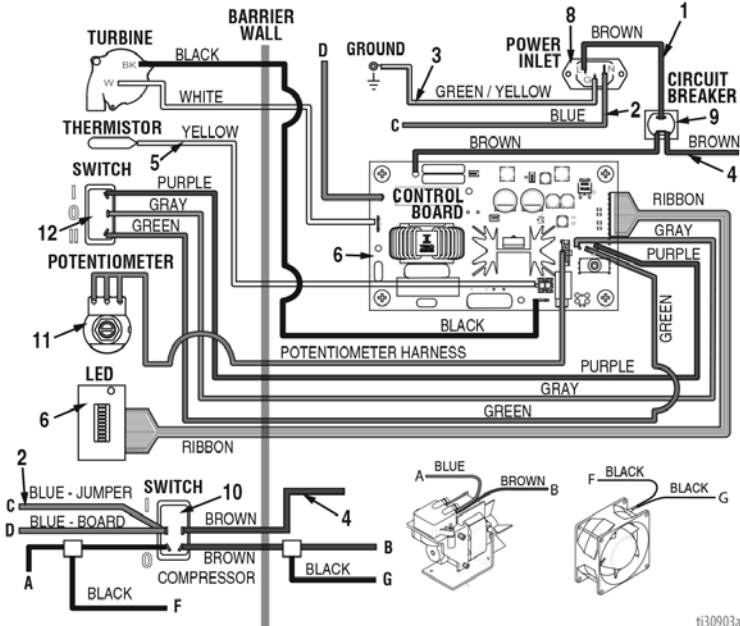 BARRIER
WALL
TURBINE
BK
W
BLACK
WHITE
THERMISTOR
YELLOW
5
SWITCH
I
O
II
12
PURPLE
GRAY
GREEN
POTENTIOMETER
11
LED
6
RIBBON
D
GROUND
3
GREEN / YELLOW
C
BLUE
2
POWER
INLET
8
L
N
G
BROWN
1
CIRCUIT
BREAKER
9
BROWN
BROWN
4
CONTROL
BOARD
6
RIBBON
GRAY
PURPLE
GREEN
BLACK
POTENTIOMETER HARNESS
PURPLE
GRAY
GREEN
2
C
BLUE - JUMPER
D
BLUE - BOARD
SWITCH
I
O
10
BROWN
4
BROWN
COMPRESSOR
A
B
BLACK
F
BLACK
G
A
BLUE
BROWN
B
F
BLACK
BLACK
G
ti30903a